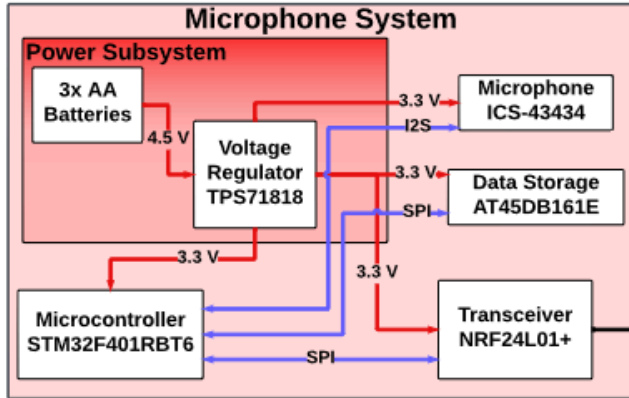 Microphone System
Power Subsystem
3x AA
Batteries
4.5 V
Voltage
Regulator
TPS71818
3.3 V
I2S
Microphone
ICS-43434
3.3 V
Data Storage
AT45DB161E
SPI
3.3 V
3.3 V
Microcontroller
STM32F401RBT6
SPI
Transceiver
NRF24L01+